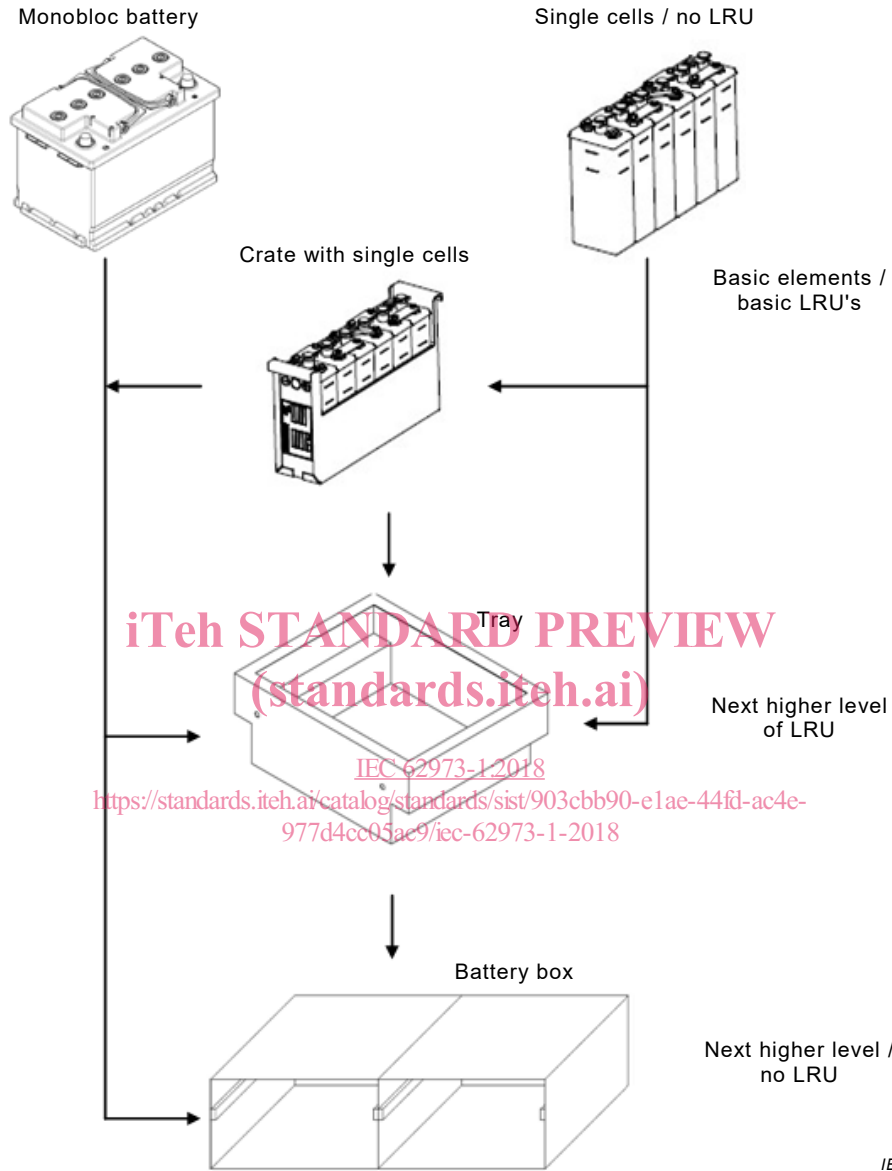 Monobloc battery
Single cells / no LRU
Crate with single cells
Basic elements /
basic LRU's
Tray
iTeh STANDARD PREVIEW
(standards.iteh.ai)
Next higher level
of LRU
IEC 62973-1:2018
https://standards.iteh.ai/catalog/standards/sist/903cbb90-e1ae-44fd-ac4e-
977d4cc05ae9/iec-62973-1-2018
Battery box
Next higher level /
no LRU